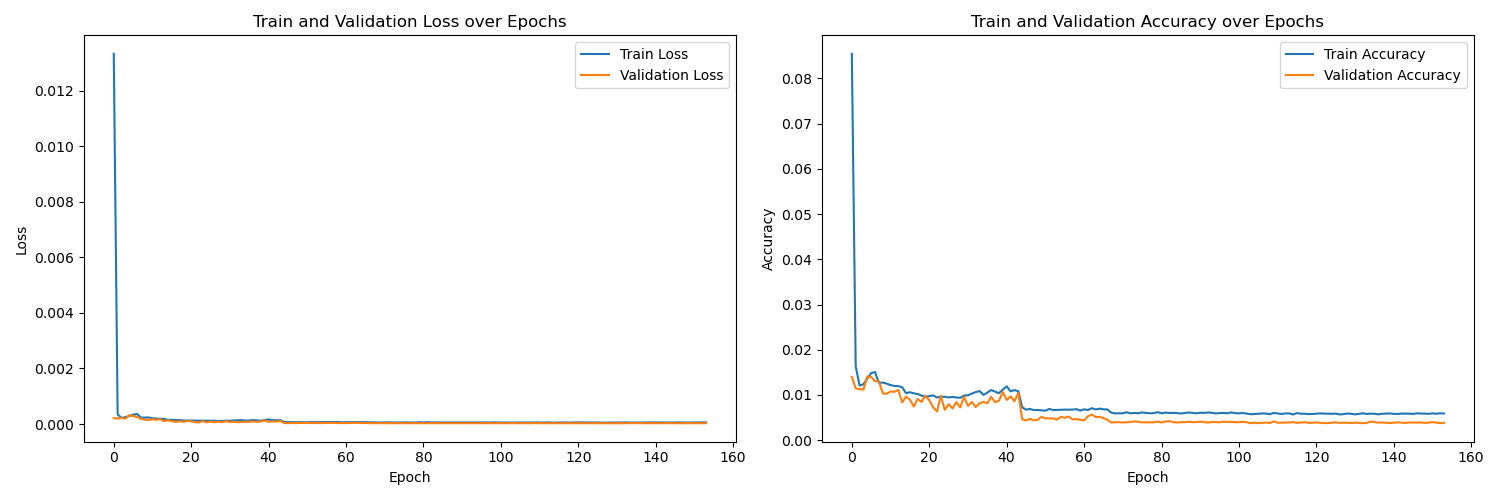 Train and Validation Loss over Epochs
Train Loss
Validation Loss
0.012
0.010
0.008
0.006
0.004
0.002
0.000
Loss
0 20 40 60 80 100 120 140 160
Epoch
Train and Validation Accuracy over Epochs
Train Accuracy
Validation Accuracy
0.08
0.07
0.06
0.05
0.04
0.03
0.02
0.01
0.00
Accuracy
0 20 40 60 80 100 120 140 160
Epoch